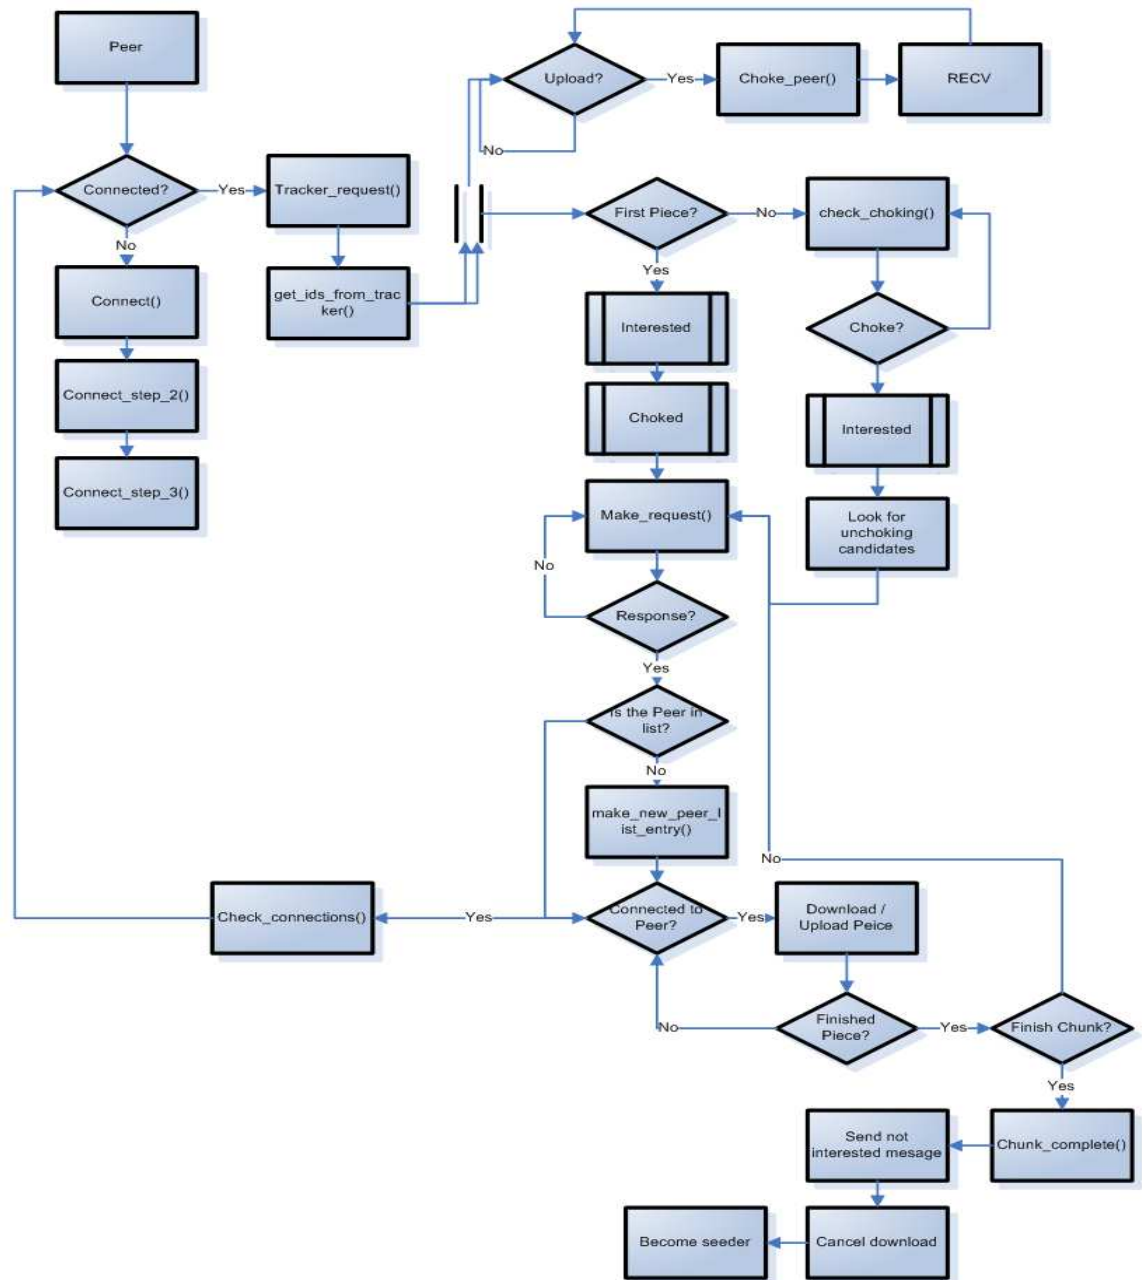 Peer
Upload?
Yes
Choke_peer()
RECV
No
Connected?
Yes
Tracker_request()
First Piece?
No
check_choking()
No
Yes
Connect()
get_ids_from_trac
ker()
Interested
Choke?
Connect_step_2()
Choked
Interested
Connect_step_3()
Make_request()
Look for
unchoking
candidates
No
Response?
Yes
Is the Peer in
list?
No
make_new_peer_l
ist_entry()
No
Check_connections()
Yes
Connected to
Peer?
Yes
Download /
Upload Peice
No
Finished
Piece?
Yes
Finish Chunk?
Yes
Send not
interested mesage
Chunk_complete()
Become seeder
Cancel download